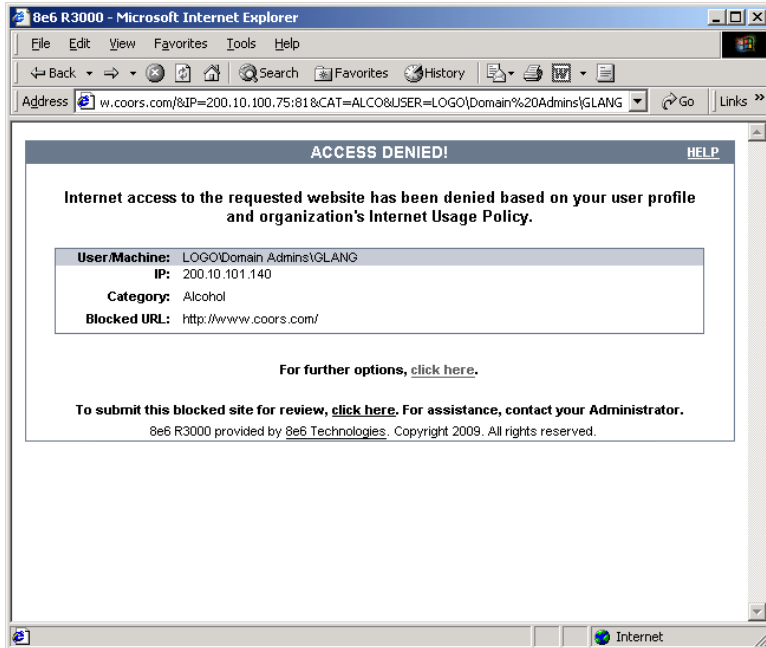 8e6 R3000 - Microsoft Internet Explorer
File Edit View Favorites Tools Help
Back Search Favorites History
Address w.coors.com/&IP=200.10.100.75:81&CAT=ALCO&USER=LOGO\Domain%20Admins\GLANG Go Links »
ACCESS DENIED! HELP
Internet access to the requested website has been denied based on your user profile
and organization's Internet Usage Policy.
User/Machine: LOGO\Domain Admins\GLANG
IP: 200.10.101.140
Category: Alcohol
Blocked URL: http://www.coors.com/
For further options, click here.
To submit this blocked site for review, click here. For assistance, contact your Administrator.
8e6 R3000 provided by 8e6 Technologies. Copyright 2009. All rights reserved.
Internet